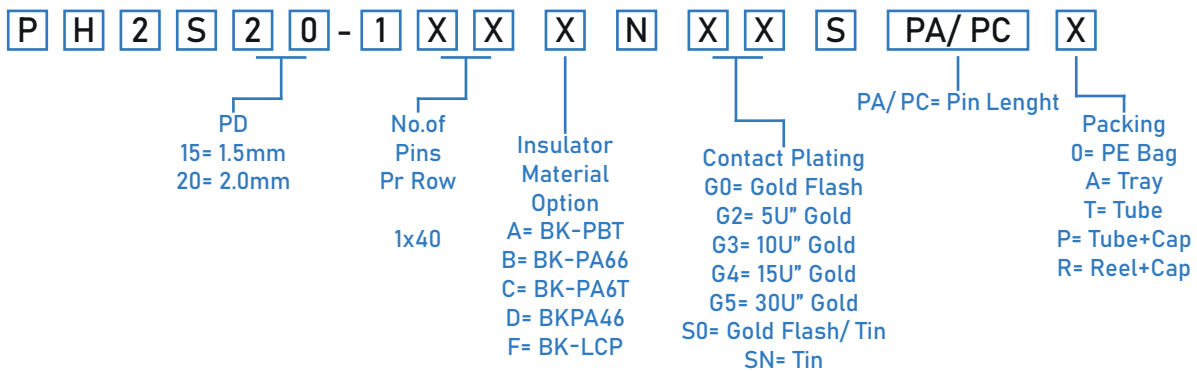 P H 2 S 2 0 - 1 X X X N X X S PA/ PC X
PD
15= 1.5mm
20= 2.0mm
No.of
Pins
Pr Row
1x40
Insulator
Material
Option
A= BK-PBT
B= BK-PA66
C= BK-PA6T
D= BKPA46
F= BK-LCP
Contact Plating
G0= Gold Flash
G2= 5U” Gold
G3= 10U” Gold
G4= 15U” Gold
G5= 30U” Gold
S0= Gold Flash/ Tin
SN= Tin
PA/ PC= Pin Lenght
Packing
0= PE Bag
A= Tray
T= Tube
P= Tube+Cap
R= Reel+Cap